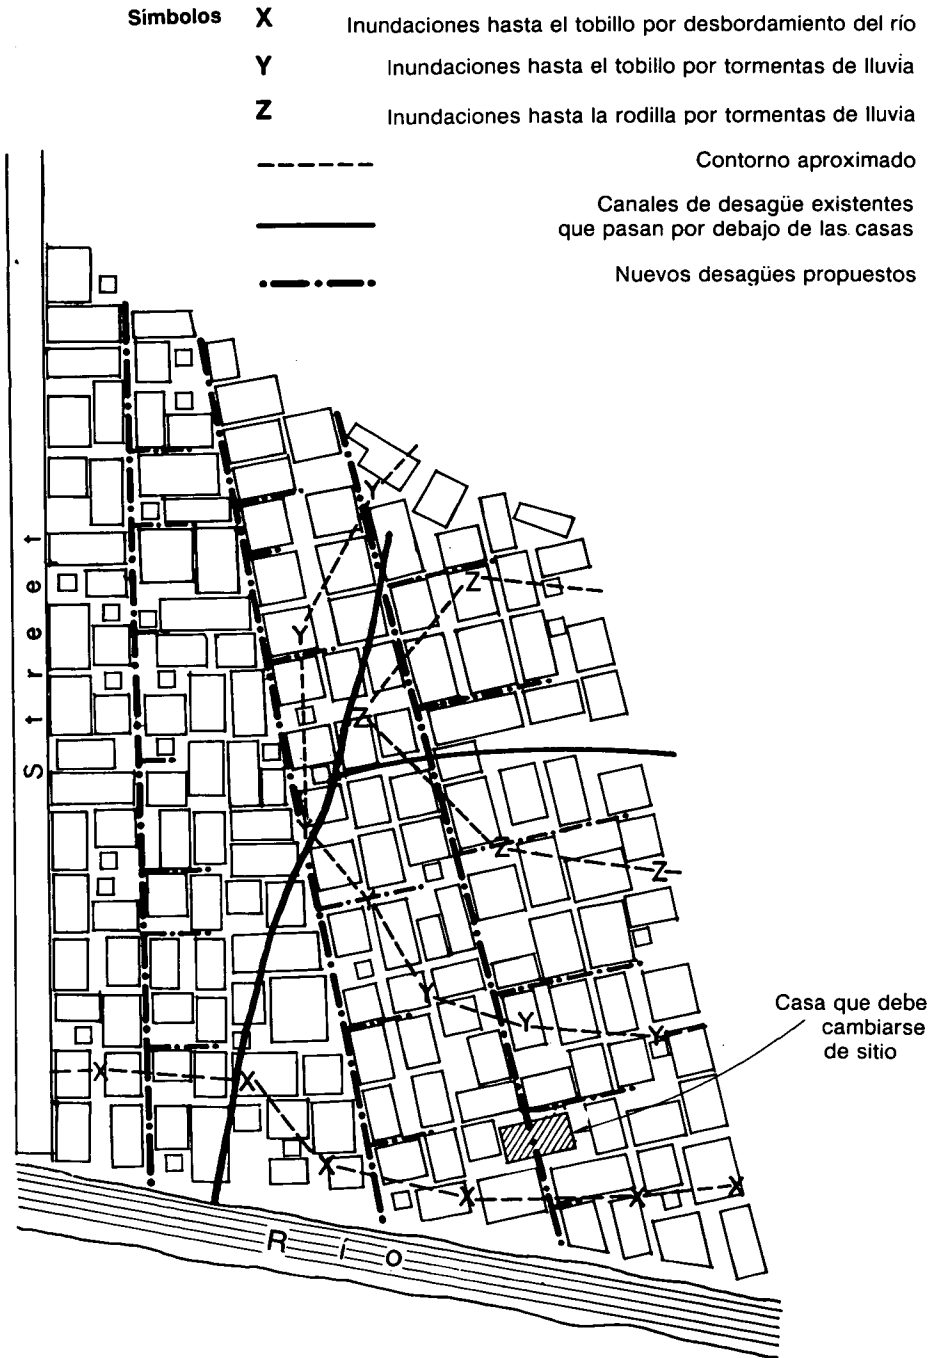 Símbolos X Inundaciones hasta el tobillo por desbordamiento del río
Y Inundaciones hasta el tobillo por tormentas de lluvia
Z Inundaciones hasta la rodilla por tormentas de lluvia
Contorno aproximado
Canales de desagüe existentes
que pasan por debajo de las casas
Nuevos desagües propuestos
Street
Y
Z
Y
Z
Y
Z
Z
Y
Y
Y
Y
Casa que debe
cambiarse
de sitio
X
X
X
X
X
X
Río